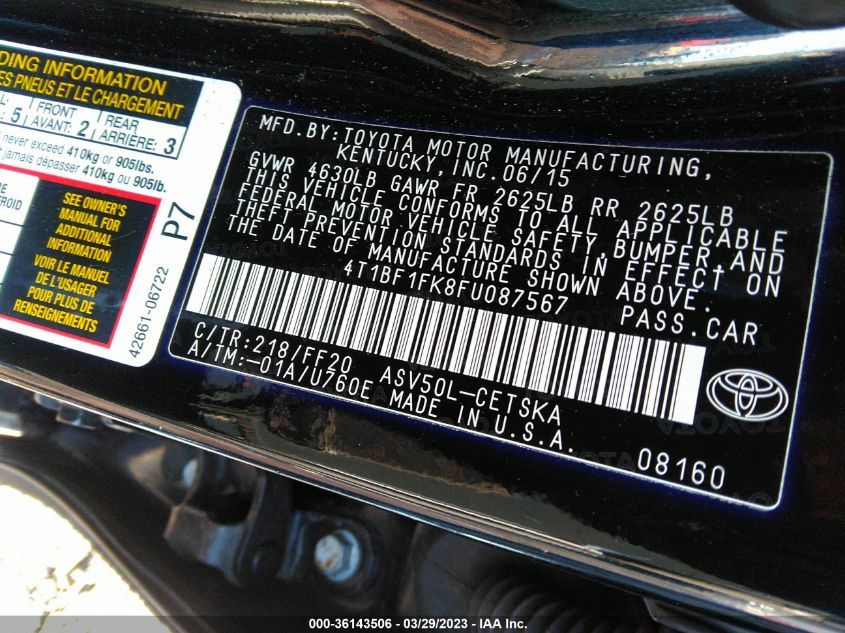 DING INFORMATION
ES PNEUS ET LE CHARGEMENT
5 FRONT AVANT: 2 REAR ARRIÈRE: 3
never exceed 410kg or 905lbs.
jamais dépasser 410kg ou 905lb.
SEE OWNER'S
MANUAL FOR
ADDITIONAL
INFORMATION
VOIR LE MANUEL
DE L'USAGER
POUR PLUS DE
RENSEIGNEMENTS
P7
42661-06722
MFD.BY:TOYOTA MOTOR MANUFACTURING,
KENTUCKY,INC.06/15
GVWR 4630LB GAWR FR 2625LB RR 2625LB
THIS VEHICLE CONFORMS TO ALL APPLICABLE
FEDERAL MOTOR VEHICLE SAFETY,BUMPER,AND
THEFT PREVENTION STANDARDS IN EFFECT ON
THE DATE OF MANUFACTURE SHOWN ABOVE.
4T1BF1FK8FU087567 PASS.CAR
C/TR:218/FF20 ASV50L-CETSKA
A/TM:-01A/U760E MADE IN U.S.A.
08160
TOYOTA
000-36143506 / 03/29/2023 - IAA Inc.